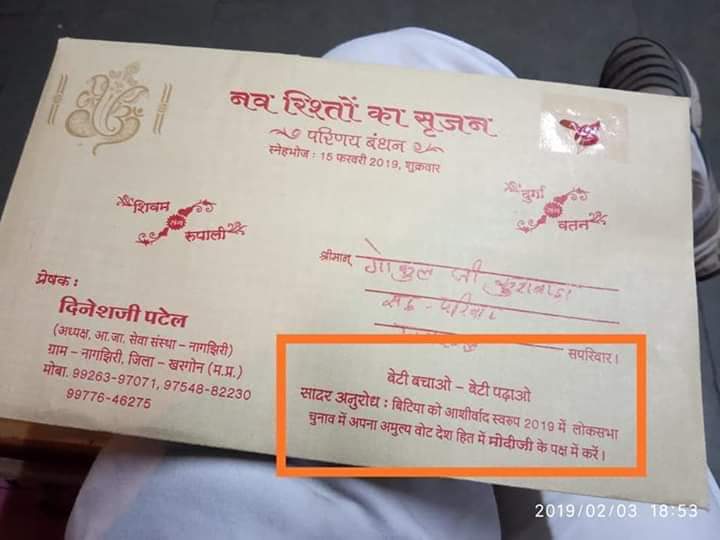 नव रिश्तों का सृजन
परिणय बंधन
स्नेहभोज : 15 फरवरी 2019, शुक्रवार
शिवम
संग
रूपाली
दुर्गा
संग
वतन
श्रीमान् गोकुल जी
सह - परिवार
सपरिवार।
प्रेषक :
दिनेशजी पटेल
(अध्यक्ष, आ.जा. सेवा संस्था – नागझिरी)
ग्राम – नागझिरी, जिला – खरगोन (म.प्र.)
मोबा. 99263-97071, 97548-82230
99776-46275
बेटी बचाओ – बेटी पढ़ाओ
सादर अनुरोध : बिटिया को आशीर्वाद स्वरुप 2019 में लोकसभा
चुनाव में अपना अमुल्य वोट देश हित में मोदीजी के पक्ष में करें।
2019/02/03 18:53